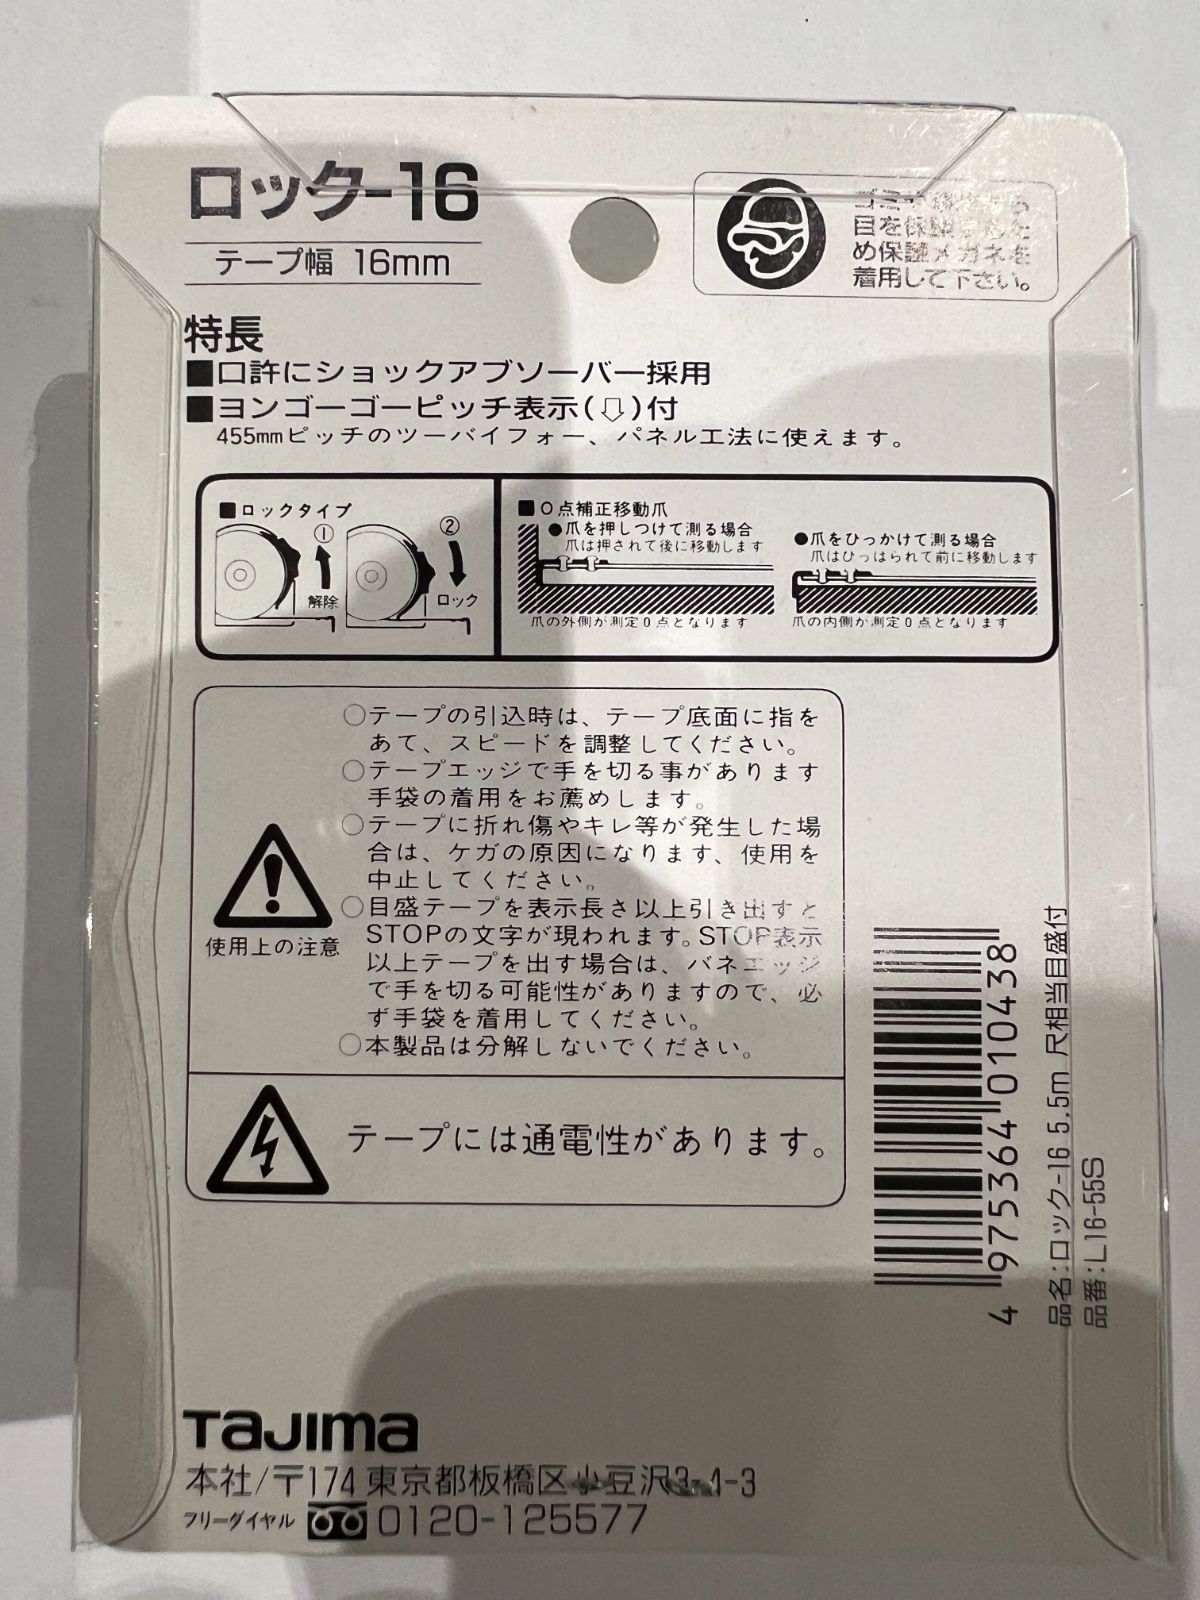 ロック-16
テープ幅 16mm
ゴミ
目を保護するた
め保護メガネを
着用して下さい。
特長
■口許にショックアブソーバー採用
■ヨンゴーゴーピッチ表示(⇩)付
455mmピッチのツーバイフォー、パネル工法に使えます。
■ロックタイプ
① 解除
② ロック
■0点補正移動爪
●爪を押しつけて測る場合
爪は押されて後に移動します
爪の外側が測定0点となります
●爪をひっかけて測る場合
爪はひっぱられて前に移動します
爪の内側が測定0点となります
使用上の注意
○テープの引込時は、テープ底面に指を
あて、スピードを調整してください。
○テープエッジで手を切る事があります
手袋の着用をお薦めします。
○テープに折れ傷やキレ等が発生した場
合は、ケガの原因になります、使用を
中止してください。
○目盛テープを表示長さ以上引き出すと
STOPの文字が現われます。STOP表示
以上テープを出す場合は、バネエッジ
で手を切る可能性がありますので、必
ず手袋を着用してください。
○本製品は分解しないでください。
テープには通電性があります。
4 975364 010438
品名:ロック-16 5.5m 尺相当目盛付
品番:L16-55S
TaJIma
本社/〒174 東京都板橋区小豆沢3-4-3
フリーダイヤル 0120-125577